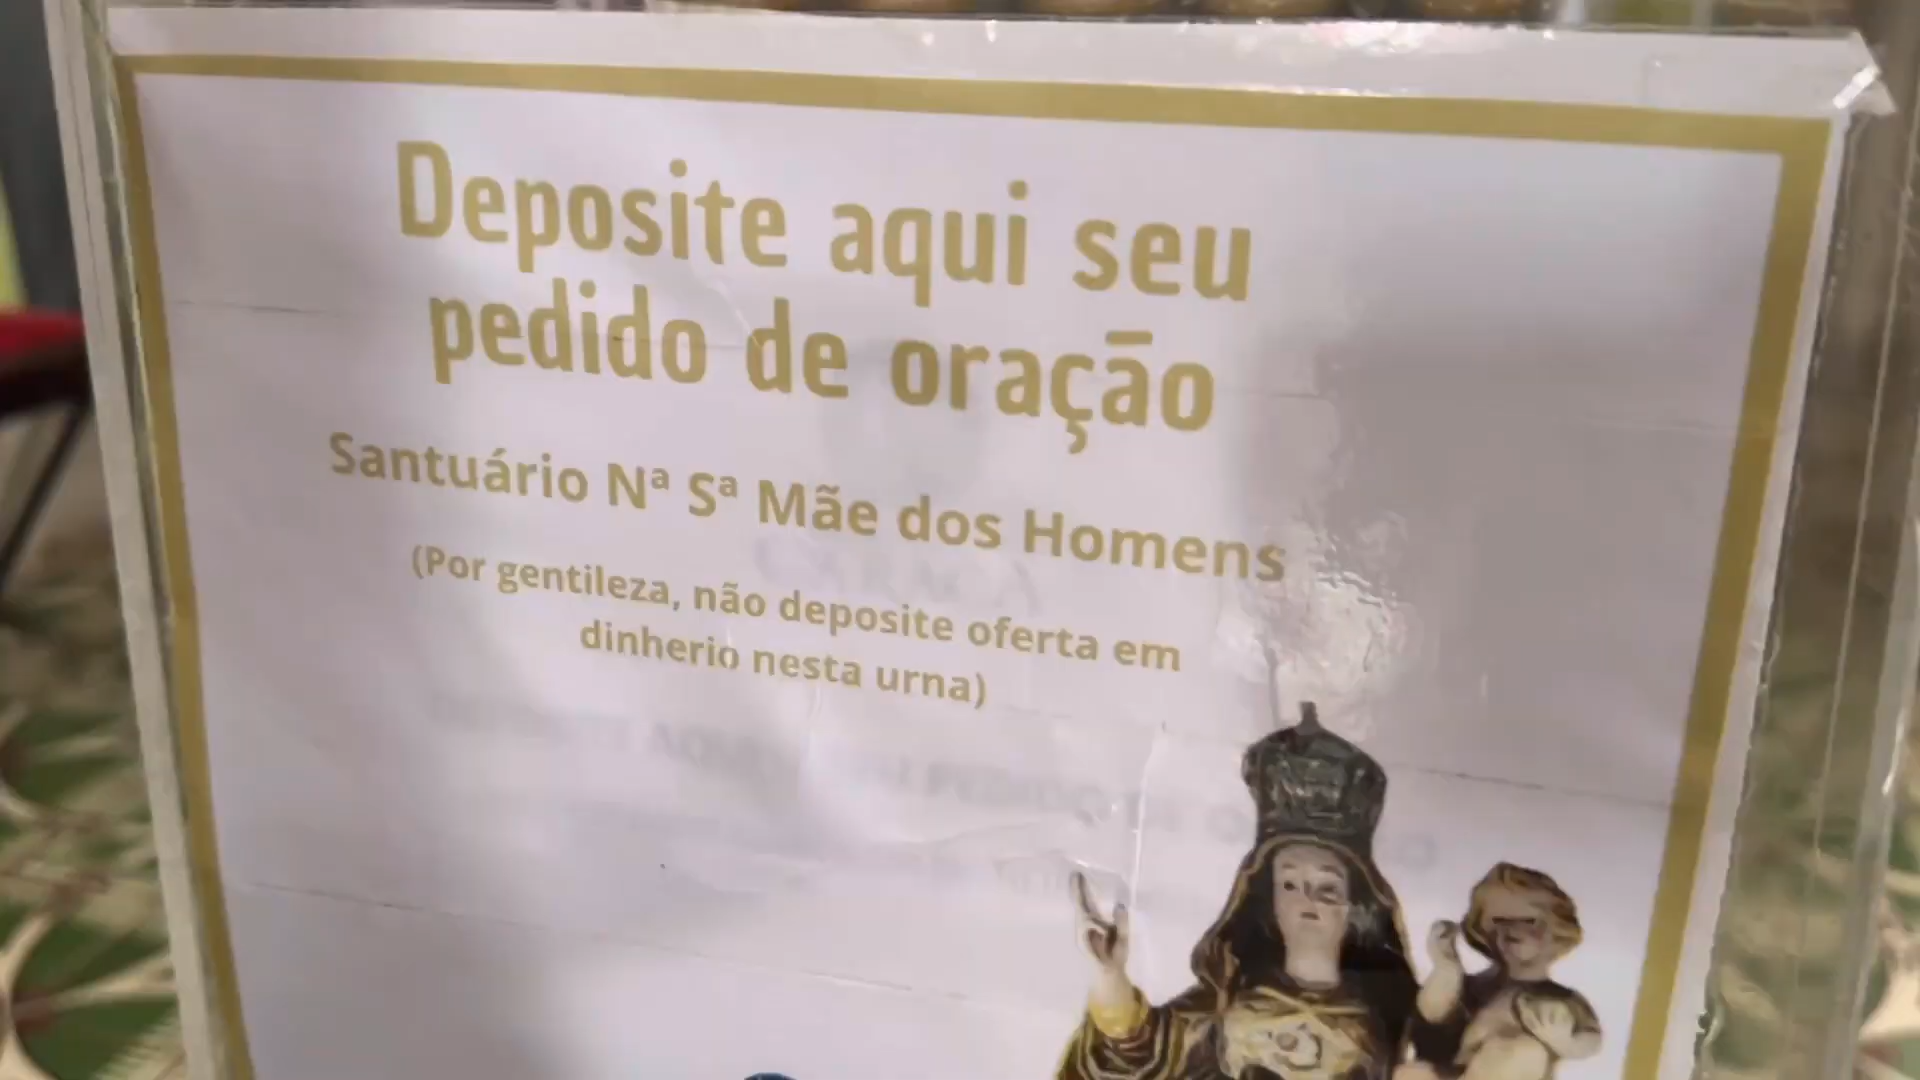 Deposite aqui seu
pedido de oração
Santuário Nª Sª Mãe dos Homens
(Por gentileza, não deposite oferta em
dinherio nesta urna)
CARAÇA